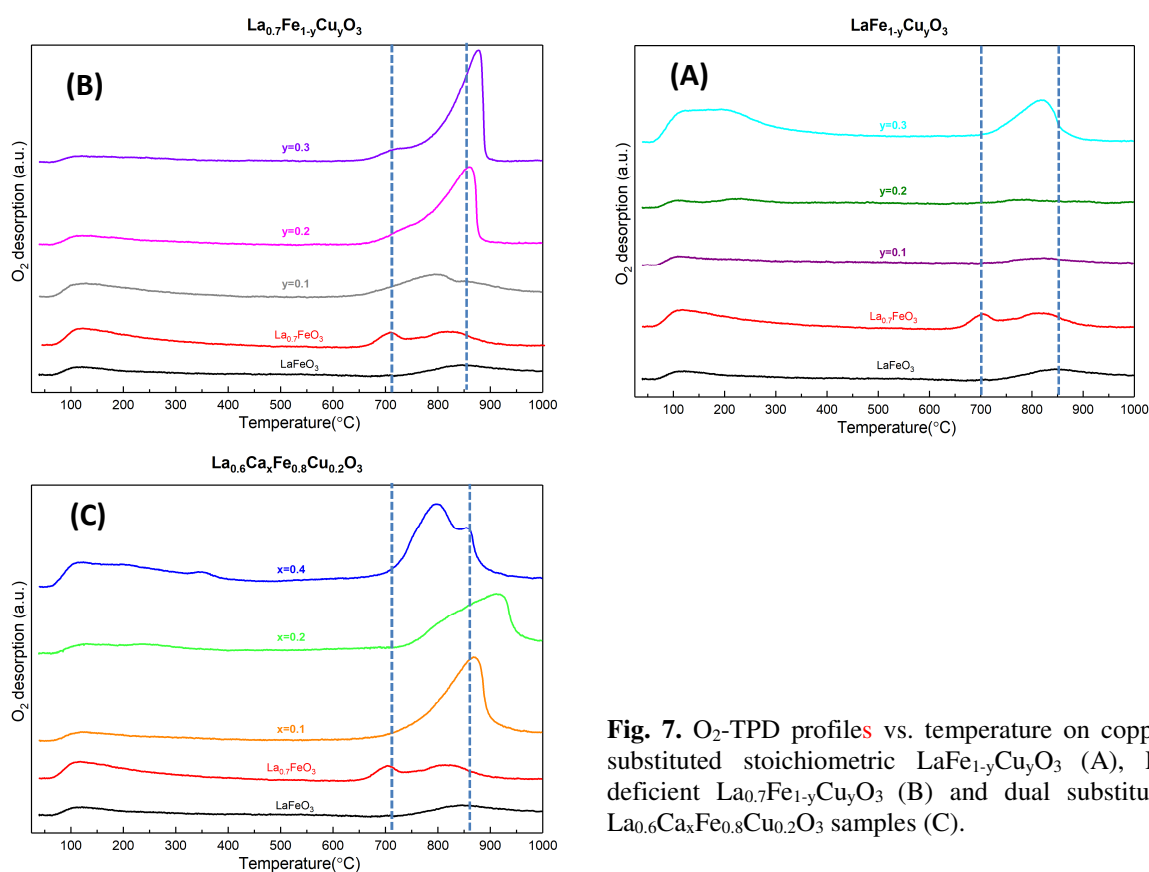 La0.7Fe1-yCuyO3
(B)
y=0.3
y=0.2
y=0.1
La0.7FeO3
LaFeO3
O2 desorption (a.u.)
100 200 300 400 500 600 700 800 900 1000
Temperature(°C)
LaFe1-yCuyO3
(A)
y=0.3
y=0.2
y=0.1
La0.7FeO3
LaFeO3
O2 desorption (a.u.)
100 200 300 400 500 600 700 800 900 1000
Temperature(°C)
La0.6CaxFe0.8Cu0.2O3
(C)
x=0.4
x=0.2
x=0.1
La0.7FeO3
LaFeO3
O2 desorption (a.u.)
100 200 300 400 500 600 700 800 900 1000
Temperature(°C)
Fig. 7. O2-TPD profiles vs. temperature on copp
substituted stoichiometric LaFe1-yCuyO3 (A),
deficient La0.7Fe1-yCuyO3 (B) and dual substitu
La0.6CaxFe0.8Cu0.2O3 samples (C).